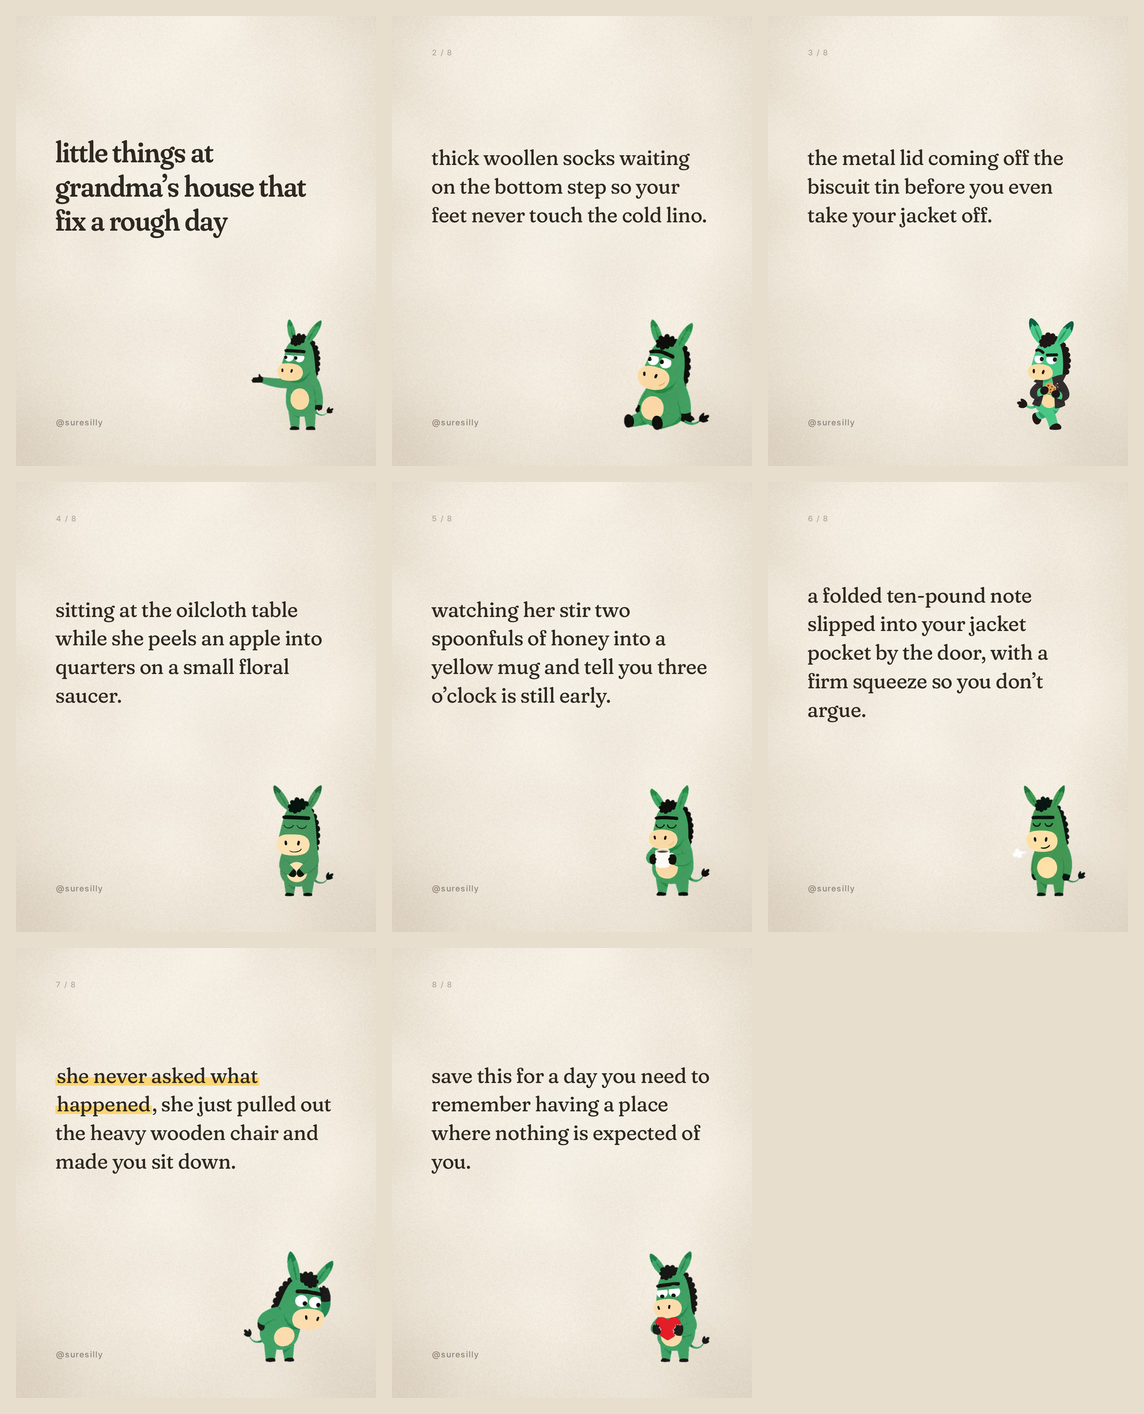 little things at
grandma’s house that
fix a rough day
@suresilly
2 / 8
thick woollen socks waiting
on the bottom step so your
feet never touch the cold lino.
@suresilly
3 / 8
the metal lid coming off the
biscuit tin before you even
take your jacket off.
@suresilly
4 / 8
sitting at the oilcloth table
while she peels an apple into
quarters on a small floral
saucer.
@suresilly
5 / 8
watching her stir two
spoonfuls of honey into a
yellow mug and tell you three
o’clock is still early.
@suresilly
6 / 8
a folded ten-pound note
slipped into your jacket
pocket by the door, with a
firm squeeze so you don’t
argue.
@suresilly
7 / 8
she never asked what
happened, she just pulled out
the heavy wooden chair and
made you sit down.
@suresilly
8 / 8
save this for a day you need to
remember having a place
where nothing is expected of
you.
@suresilly